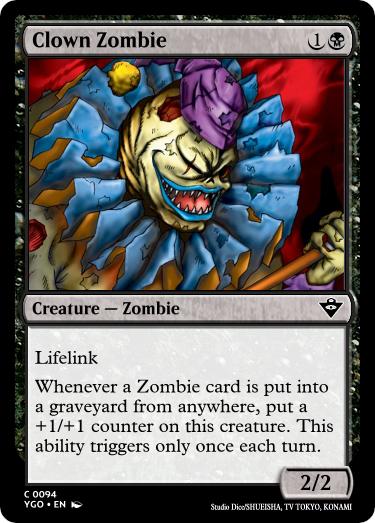 Clown Zombie 1
Creature — Zombie
Lifelink
Whenever a Zombie card is put into
a graveyard from anywhere, put a
+1/+1 counter on this creature. This
ability triggers only once each turn.
2/2
C 0094
YGO • EN
Studio Dice/SHUEISHA, TV TOKYO, KONAMI